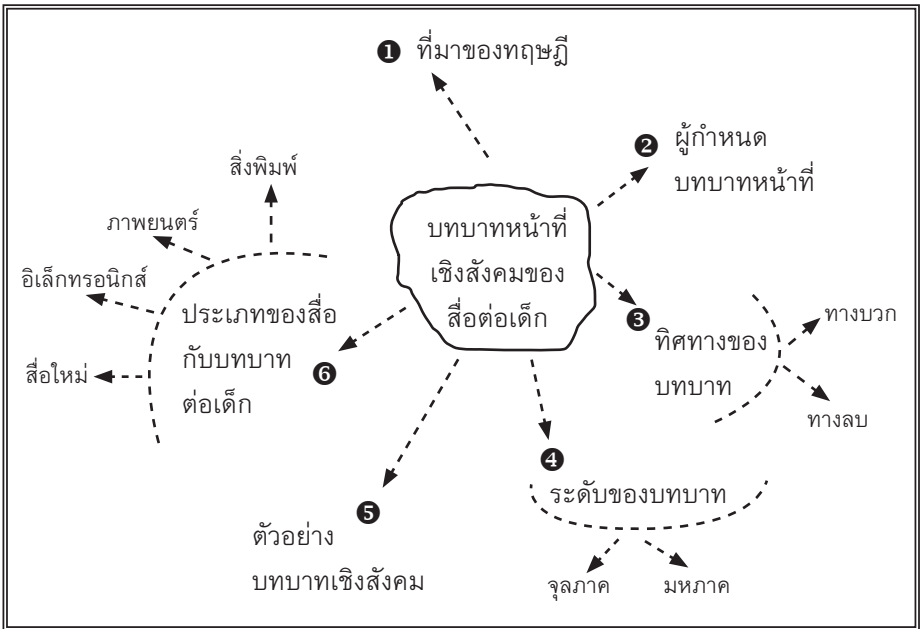 ❶ ที่มาของทฤษฎี
❷ ผู้กำหนด
บทบาทหน้าที่
บทบาทหน้าที่
เชิงสังคมของ
สื่อต่อเด็ก
❸ ทิศทางของ
บทบาท
ทางบวก
ทางลบ
❹ ระดับของบทบาท
จุลภาค
มหภาค
❺ ตัวอย่าง
บทบาทเชิงสังคม
❻ ประเภทของสื่อ
กับบทบาท
ต่อเด็ก
สิ่งพิมพ์
ภาพยนตร์
อิเล็กทรอนิกส์
สื่อใหม่